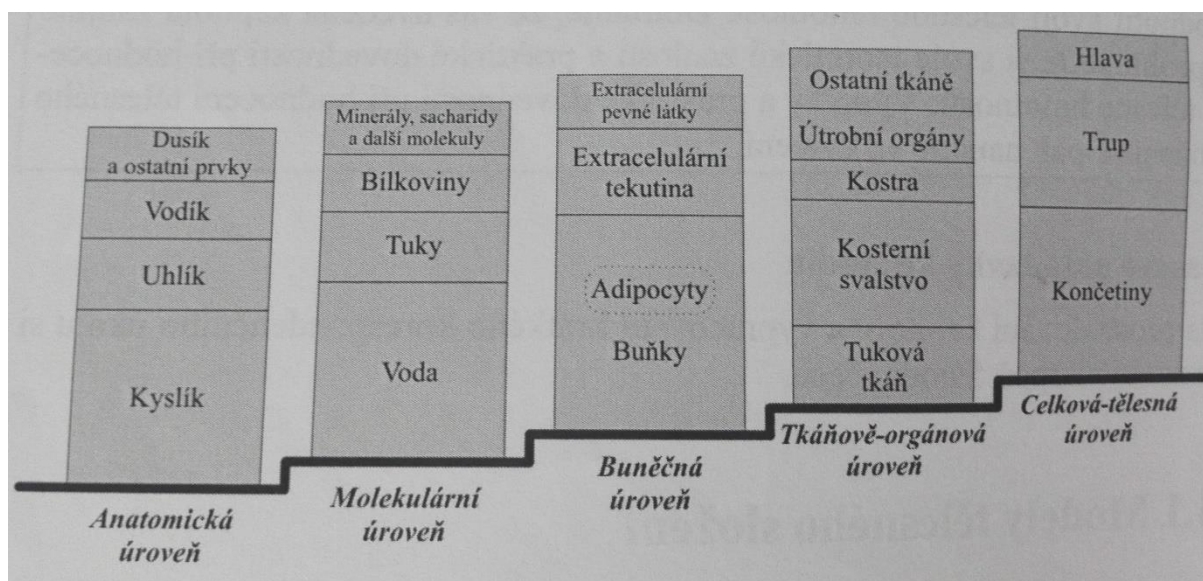 Dusík
a ostatní prvky
Vodík
Uhlík
Kyslík
Anatomická
úroveň
Minerály, sacharidy
a další molekuly
Bílkoviny
Tuky
Voda
Molekulární
úroveň
Extracelulární
pevné látky
Extracelulární
tekutina
Adipocyty
Buňky
Buněčná
úroveň
Ostatní tkáně
Útrobní orgány
Kostra
Kosterní
svalstvo
Tuková
tkáň
Tkáňově-orgánová
úroveň
Hlava
Trup
Končetiny
Celková-tělesná
úroveň